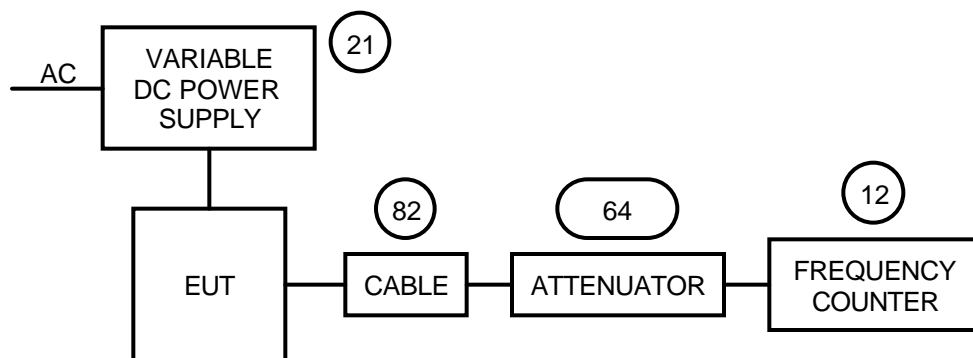 21
VARIABLE
DC POWER
SUPPLY
AC
82
64
12
EUT
CABLE
ATTENUATOR
FREQUENCY
COUNTER